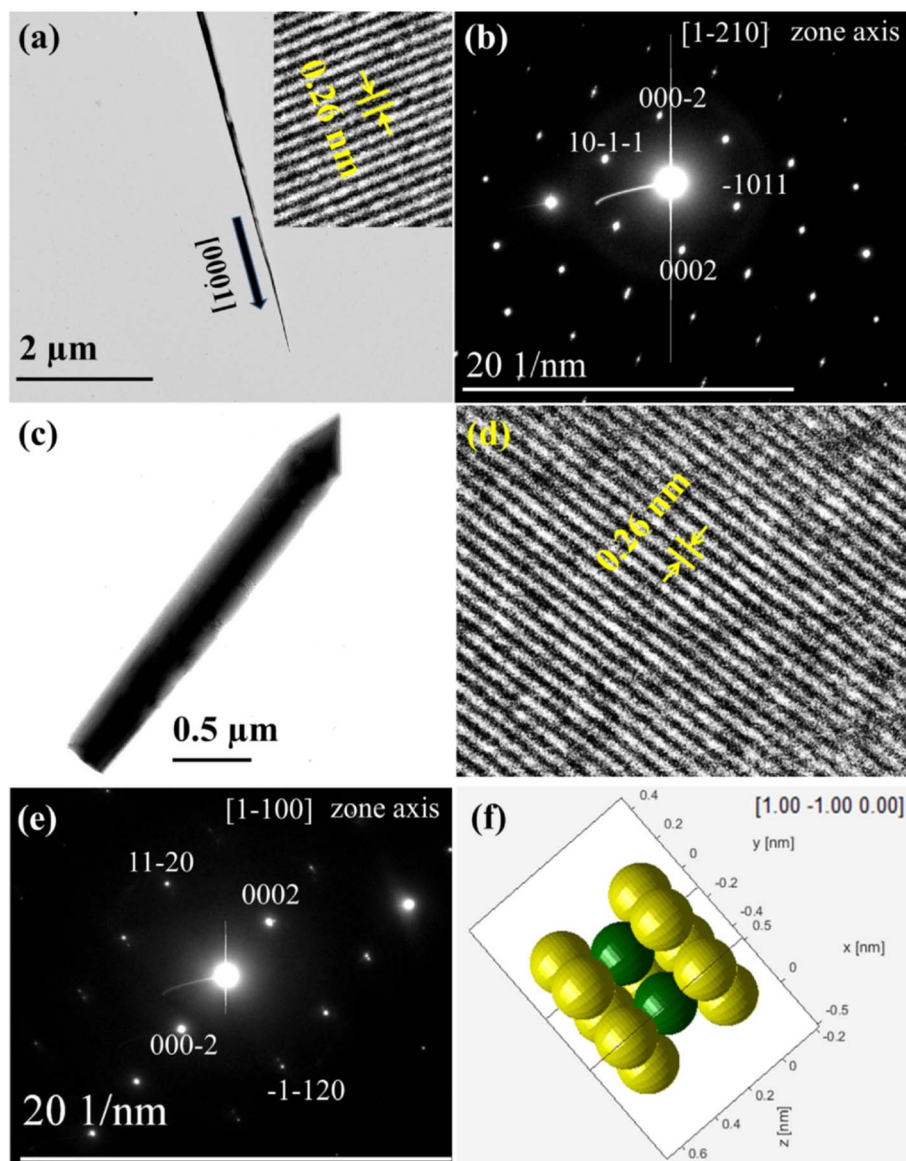 (a)
0.26 nm
[0001]
2 µm
(b)
[1-210] zone axis
000-2
10-1-1
-1011
0002
20 1/nm
(c)
0.5 µm
(d)
0.26 nm
(e)
[1-100] zone axis
11-20
0002
000-2
-1-120
20 1/nm
(f)
[1.00 -1.00 0.00]
0.4
0.2
y [nm]
0
-0.2
-0.4
0.5
x [nm]
0
-0.5
-0.2
0
0.2
z [nm]
0.4
0.6